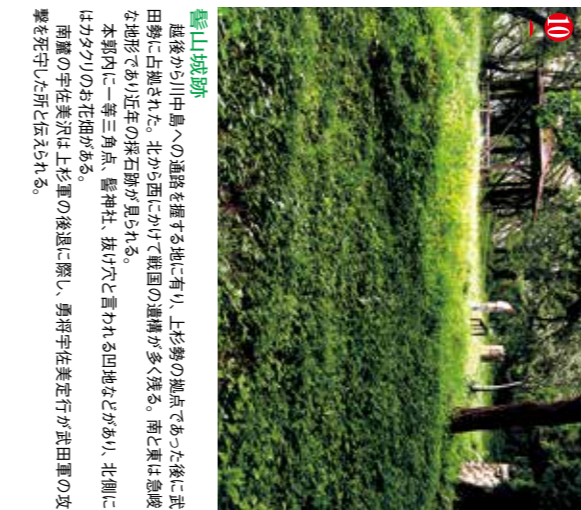 10
髻山城跡
越後から川中島への通路を握する地に有り、上杉勢の拠点であった後に武
田勢に占拠された。北から西にかけて戦国の遺構が多く残る。南と東は急峻
な地形であり近年の採石跡が見られる。
本郭内に一等三角点、髻神社、抜け穴と言われる凹地などがあり、北側に
はカタクリのお花畑がある。
南麓の宇佐美沢は上杉軍の後退に際し、勇将宇佐美定行が武田軍の攻
撃を死守した所と伝えられる。